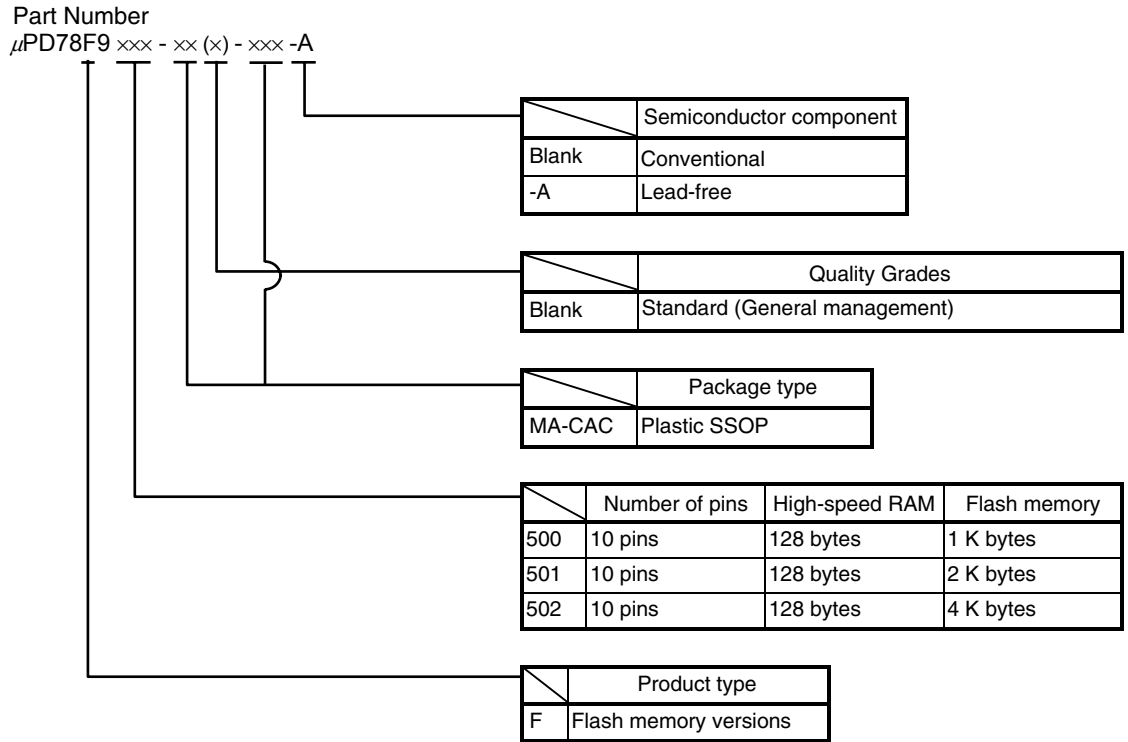 Part Number
μPD78F9 ××× - ×× (×) - ××× -A
Semiconductor component
Blank Conventional
-A Lead-free
Quality Grades
Blank Standard (General management)
Package type
MA-CAC Plastic SSOP
Number of pins High-speed RAM Flash memory
500 10 pins 128 bytes 1 K bytes
501 10 pins 128 bytes 2 K bytes
502 10 pins 128 bytes 4 K bytes
Product type
F Flash memory versions